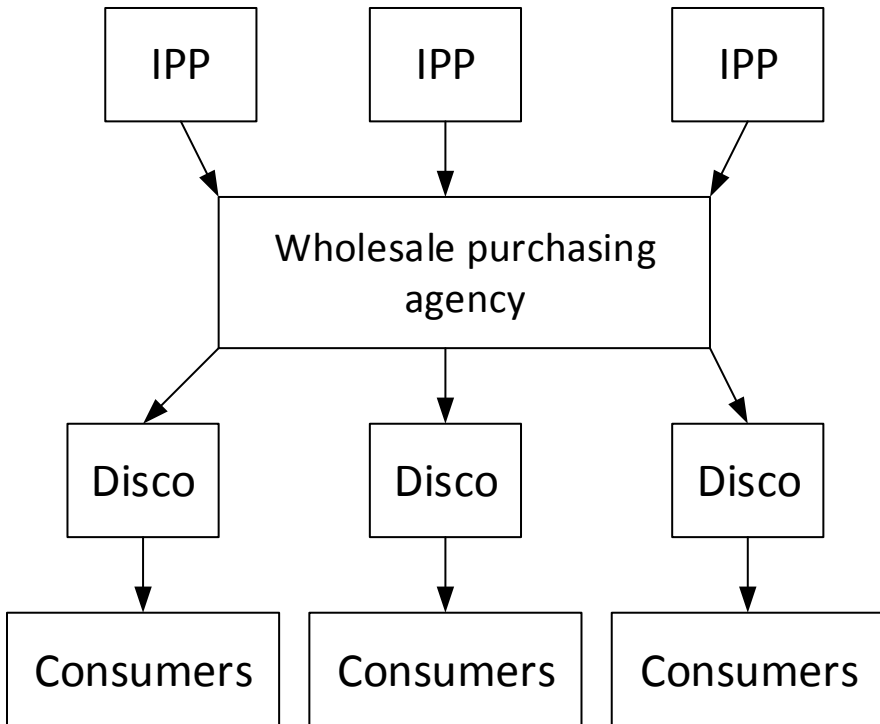 IPP
IPP
IPP
Wholesale purchasing
agency
Disco
Disco
Disco
Consumers
Consumers
Consumers